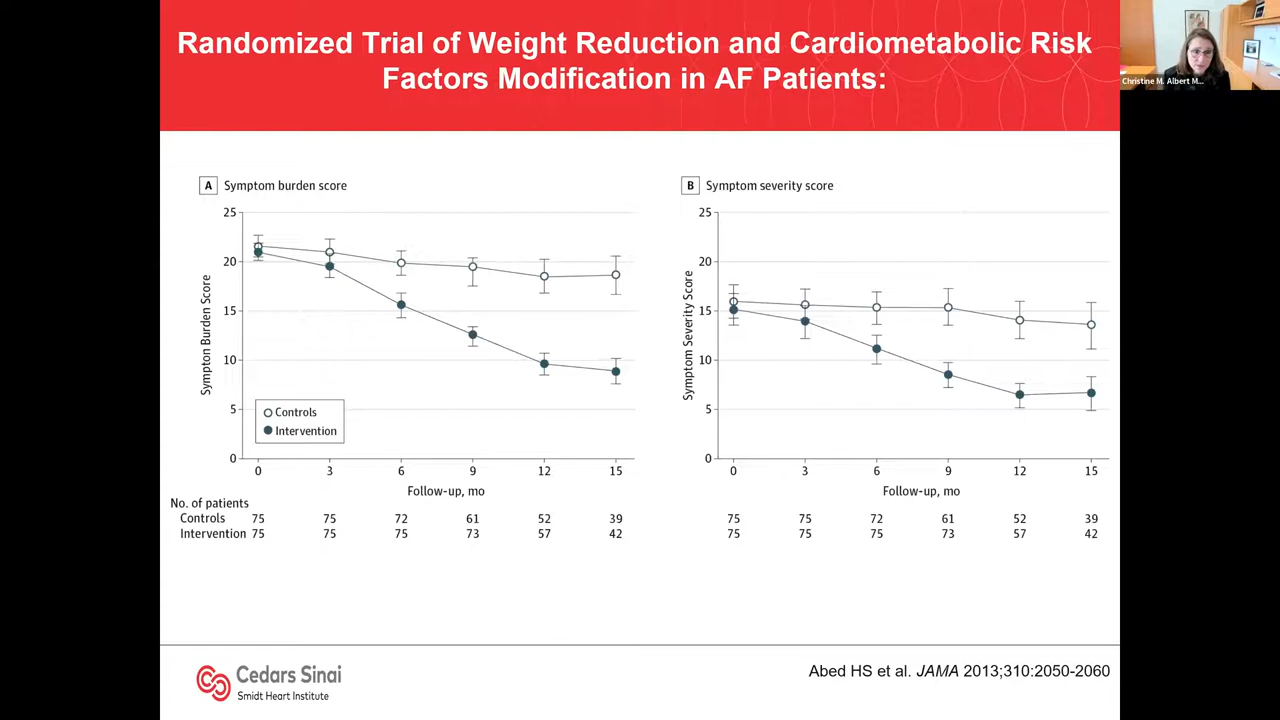 Randomized Trial of Weight Reduction and Cardiometabolic Risk
Factors Modification in AF Patients:
Christine M. Albert M...
A Symptom burden score
25
20
15
10
5
0
Symptom Burden Score
Controls
Intervention
0 3 6 9 12 15
Follow-up, mo
B Symptom severity score
25
20
15
10
5
0
Symptom Severity Score
0 3 6 9 12 15
Follow-up, mo
No. of patients
Controls 75 75 72 61 52 39 75 75 72 61 52 39
Intervention 75 75 75 73 57 42 75 75 75 73 57 42
Cedars Sinai
Smidt Heart Institute
Abed HS et al. JAMA 2013;310:2050-2060